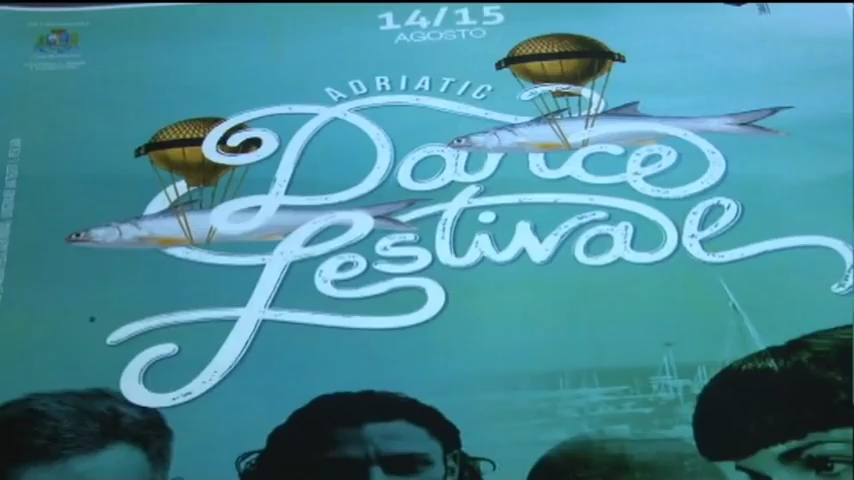 14/15
AGOSTO
ADRIATIC
Dance
Festival